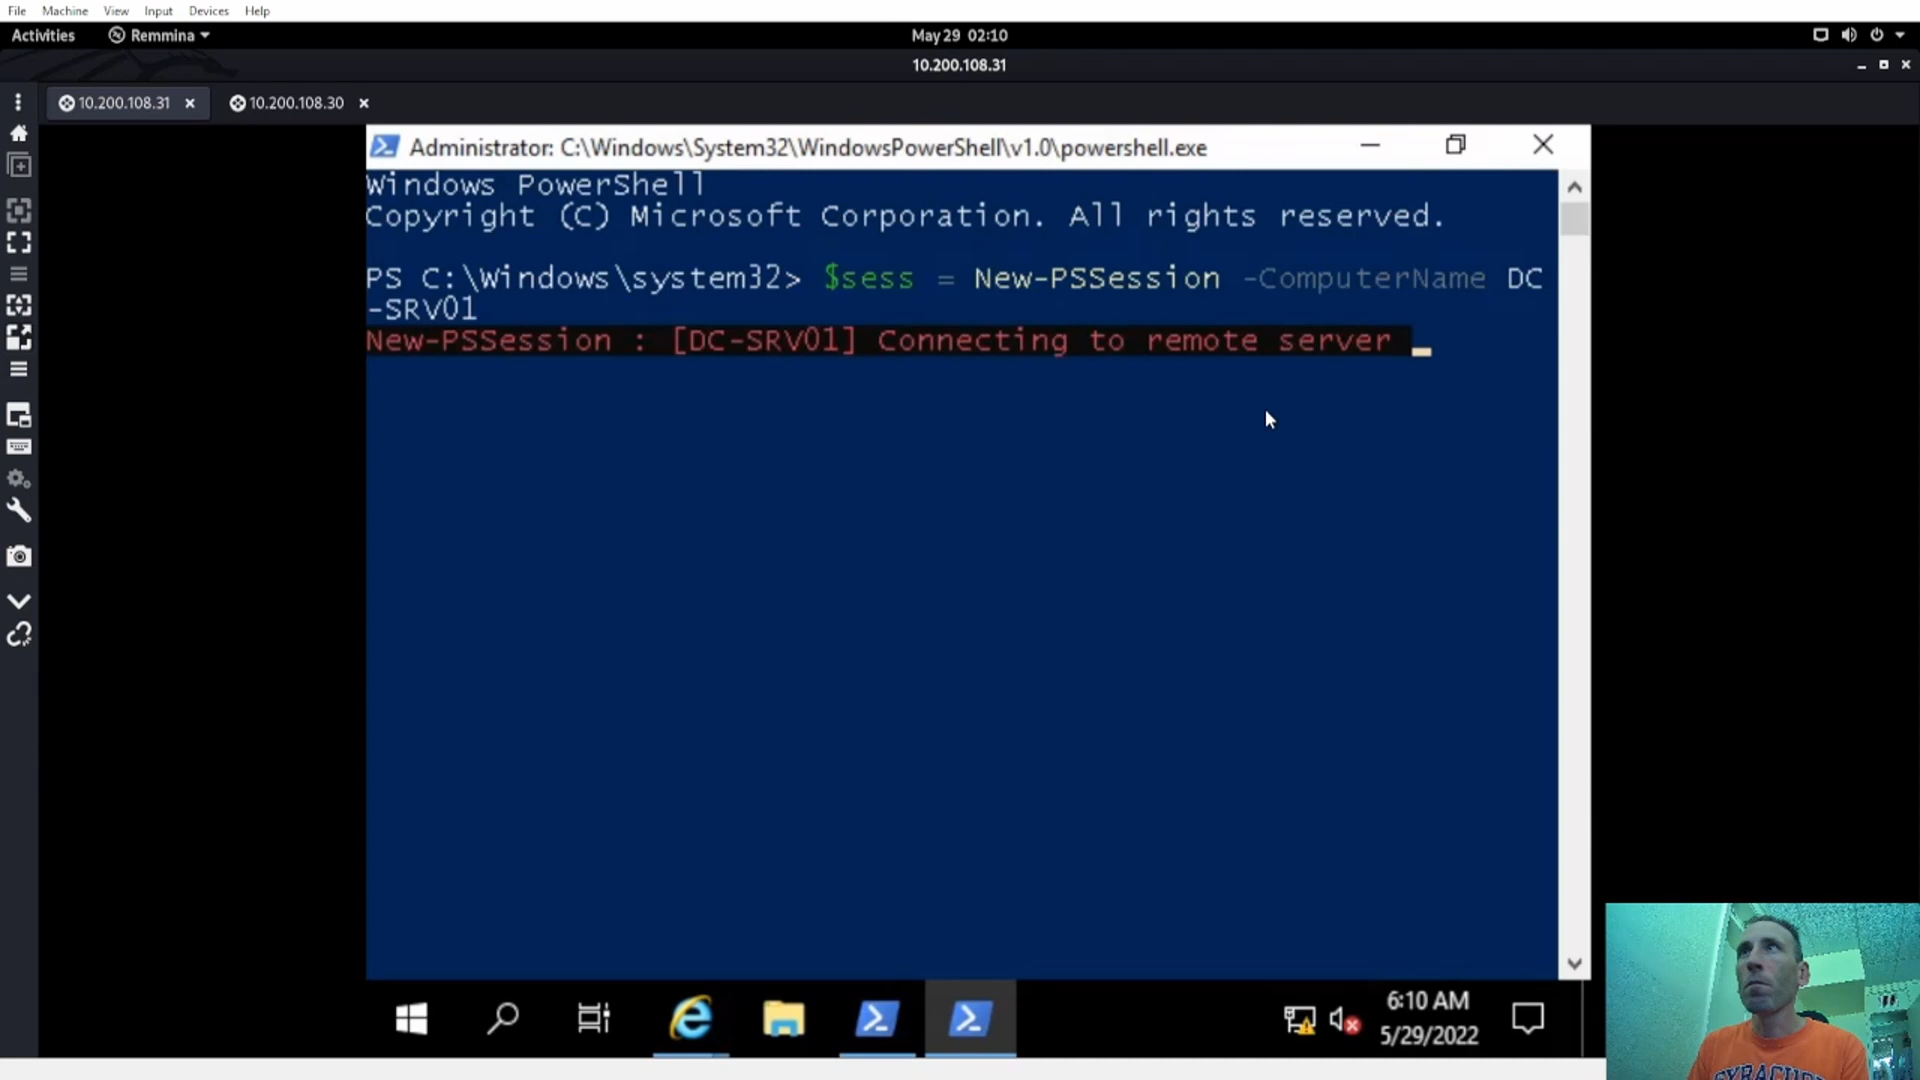 File Machine View Input Devices Help
Activities Remmina May 29 02:10
10.200.108.31
10.200.108.31 × 10.200.108.30 ×
Administrator: C:\Windows\System32\WindowsPowerShell\v1.0\powershell.exe
Windows PowerShell
Copyright (C) Microsoft Corporation. All rights reserved.
PS C:\Windows\system32> $sess = New-PSSession -ComputerName DC
-SRV01
New-PSSession : [DC-SRV01] Connecting to remote server
6:10 AM
5/29/2022